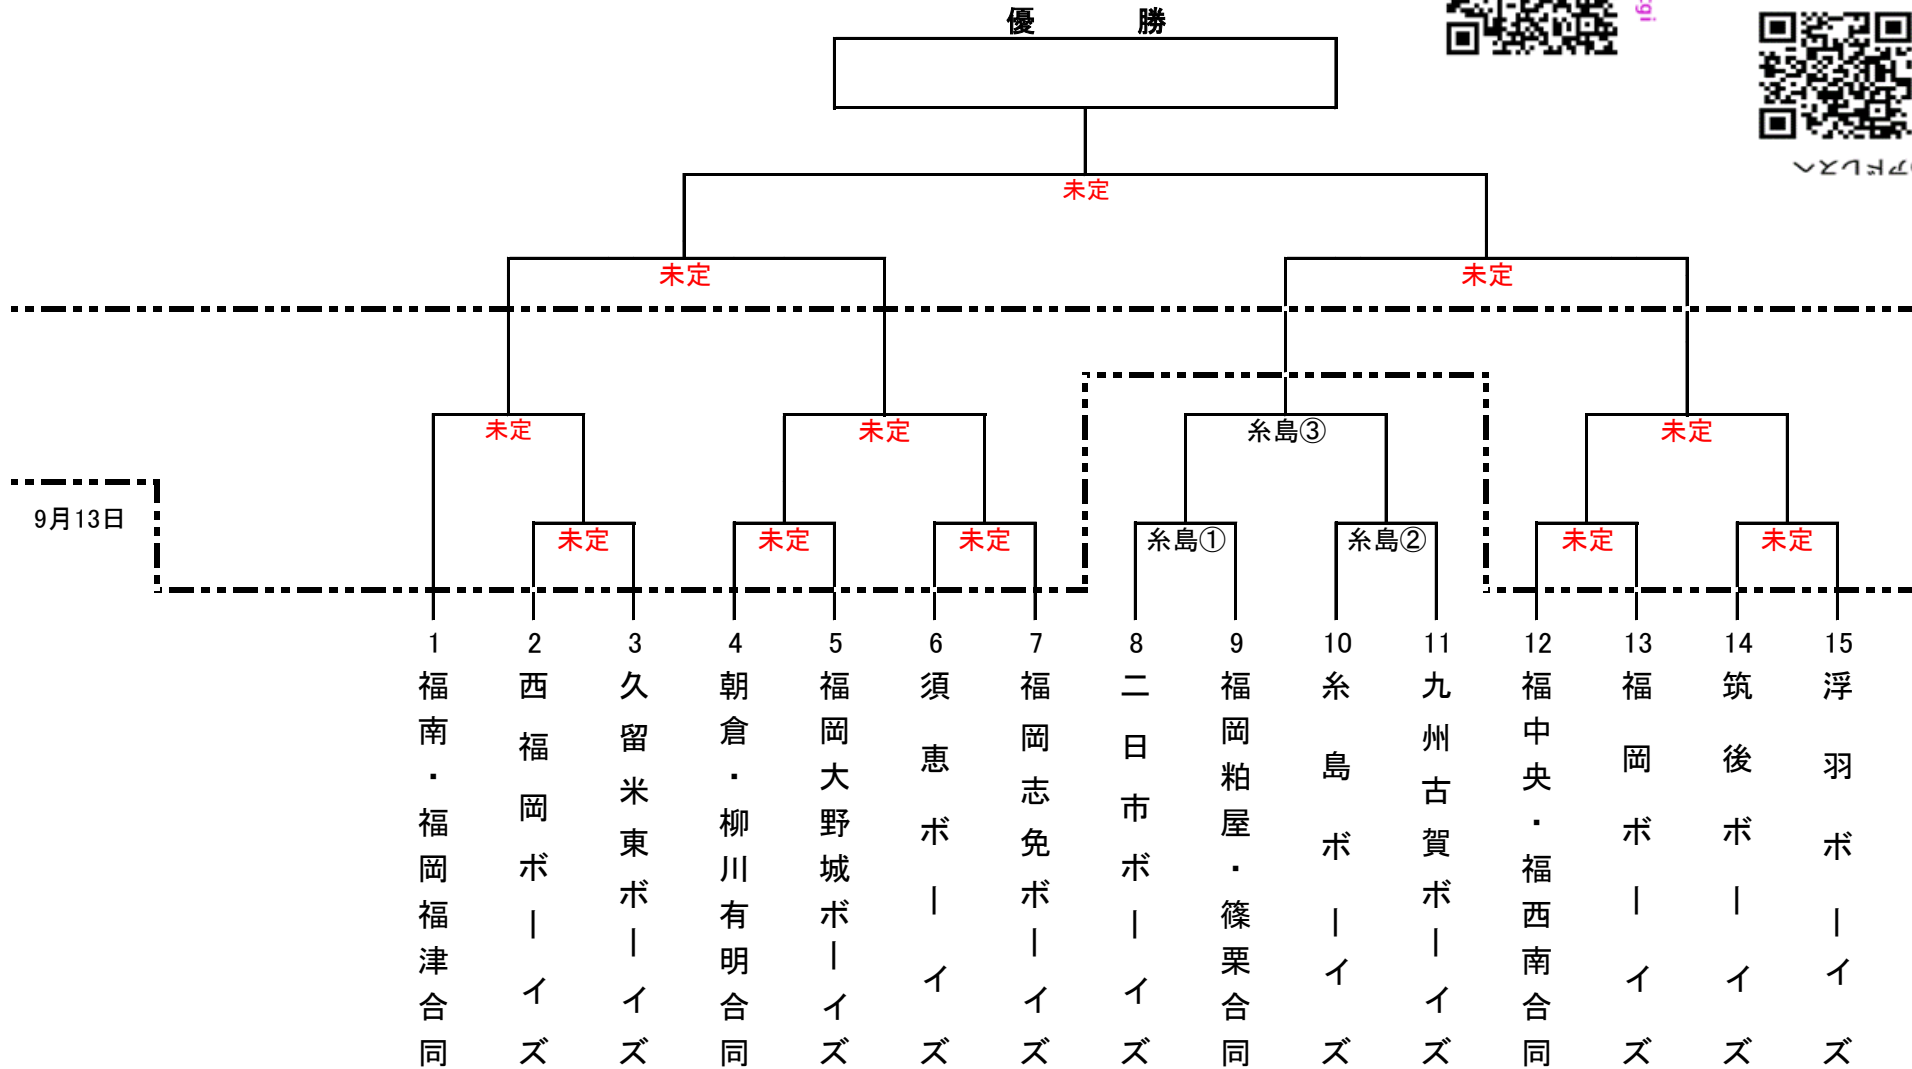 優勝
cgi
アドレスへ
未定
未定
未定
未定
未定
糸島③
未定
9月13日
未定
未定
未定
糸島①
糸島②
未定
未定
1
2
3
4
5
6
7
8
9
10
11
12
13
14
15
福南・福岡福津合同
西福岡ボーイズ
久留米東ボーイズ
朝倉・柳川有明合同
福岡大野城ボーイズ
須恵ボーイズ
福岡志免ボーイズ
二日市ボーイズ
福岡粕屋・篠栗合同
糸島ボーイズ
九州古賀ボーイズ
福中央・福西南合同
福岡ボーイズ
筑後ボーイズ
浮羽ボーイズ